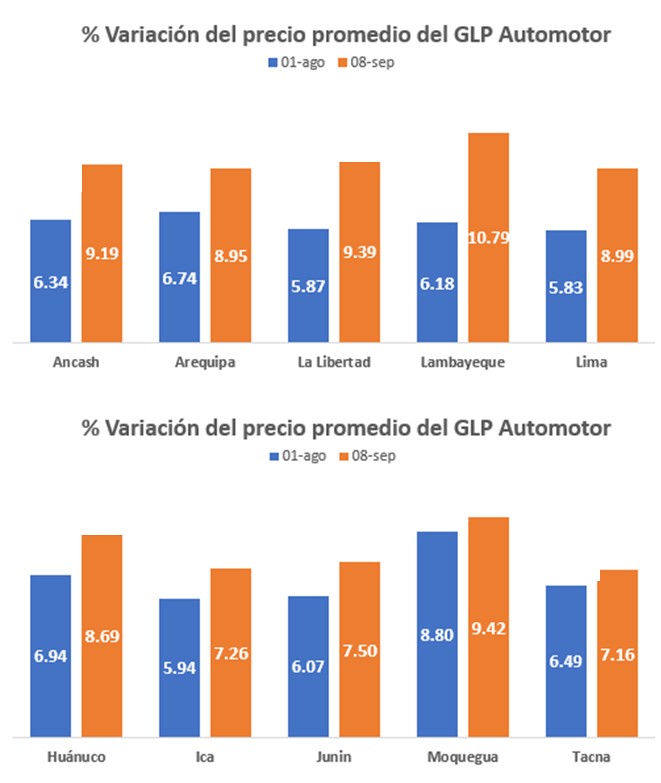 % Variación del precio promedio del GLP Automotor
01-ago 08-sep
6.34 9.19 6.74 8.95 5.87 9.39 6.18 10.79 5.83 8.99
Ancash Arequipa La Libertad Lambayeque Lima
% Variación del precio promedio del GLP Automotor
01-ago 08-sep
6.94 8.69 5.94 7.26 6.07 7.50 8.80 9.42 6.49 7.16
Huánuco Ica Junin Moquegua Tacna